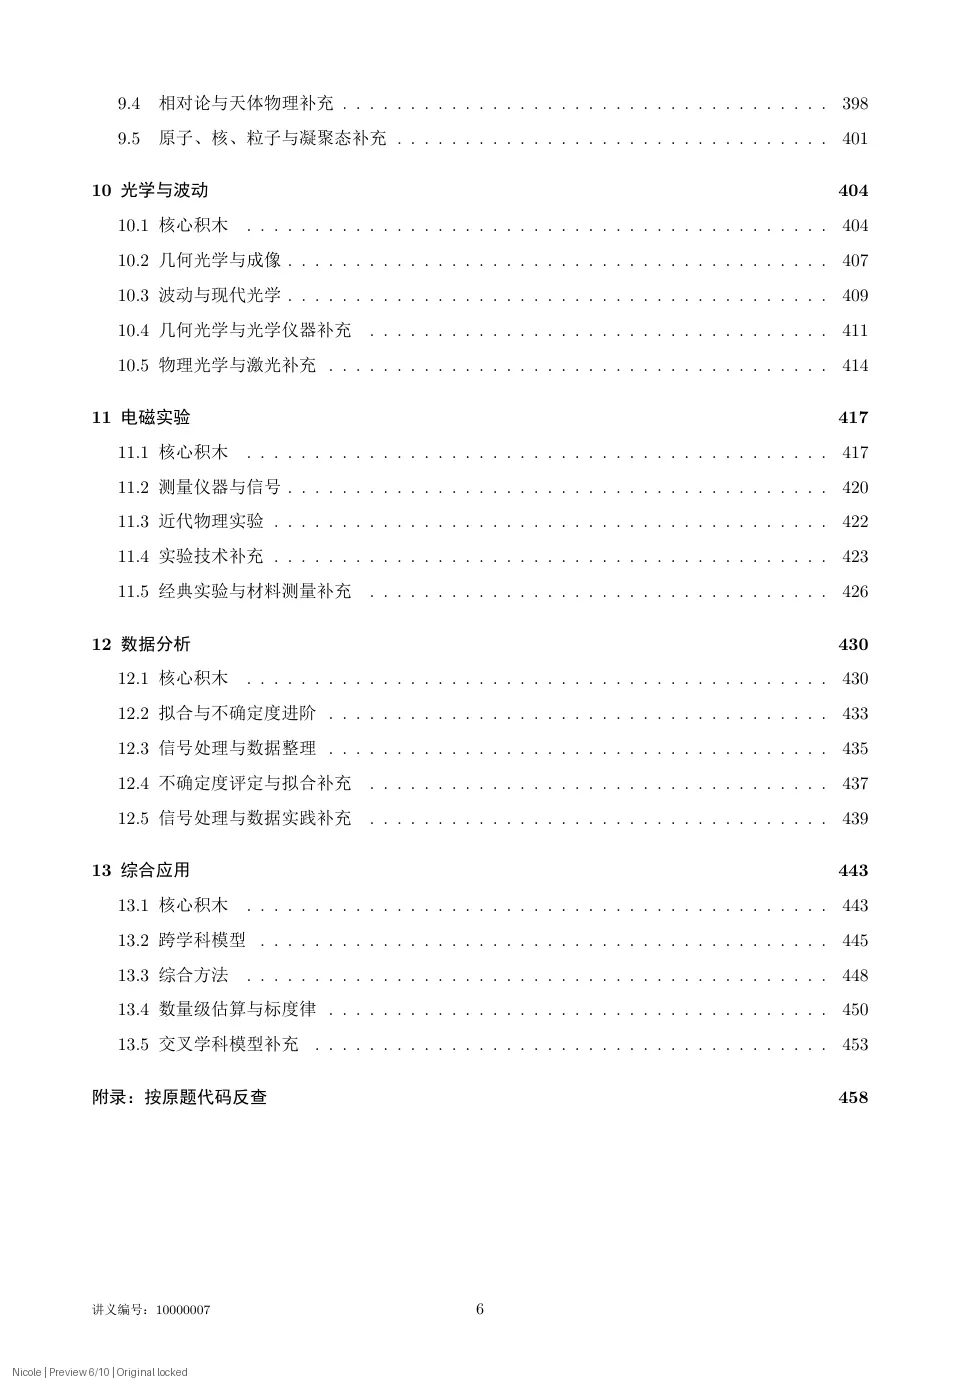 9.4 相对论与天体物理补充 . . . . . . . . . . . . . . . . . . . . . . . . . . . . . . . . . . . . 398
9.5 原子、核、粒子与凝聚态补充 . . . . . . . . . . . . . . . . . . . . . . . . . . . . . . . . 401
10 光学与波动 404
10.1 核心积木 . . . . . . . . . . . . . . . . . . . . . . . . . . . . . . . . . . . . . . . . . . . 404
10.2 几何光学与成像 . . . . . . . . . . . . . . . . . . . . . . . . . . . . . . . . . . . . . . . . 407
10.3 波动与现代光学 . . . . . . . . . . . . . . . . . . . . . . . . . . . . . . . . . . . . . . . . 409
10.4 几何光学与光学仪器补充 . . . . . . . . . . . . . . . . . . . . . . . . . . . . . . . . . . 411
10.5 物理光学与激光补充 . . . . . . . . . . . . . . . . . . . . . . . . . . . . . . . . . . . . . 414
11 电磁实验 417
11.1 核心积木 . . . . . . . . . . . . . . . . . . . . . . . . . . . . . . . . . . . . . . . . . . . 417
11.2 测量仪器与信号 . . . . . . . . . . . . . . . . . . . . . . . . . . . . . . . . . . . . . . . . 420
11.3 近代物理实验 . . . . . . . . . . . . . . . . . . . . . . . . . . . . . . . . . . . . . . . . . 422
11.4 实验技术补充 . . . . . . . . . . . . . . . . . . . . . . . . . . . . . . . . . . . . . . . . . 423
11.5 经典实验与材料测量补充 . . . . . . . . . . . . . . . . . . . . . . . . . . . . . . . . . . 426
12 数据分析 430
12.1 核心积木 . . . . . . . . . . . . . . . . . . . . . . . . . . . . . . . . . . . . . . . . . . . 430
12.2 拟合与不确定度进阶 . . . . . . . . . . . . . . . . . . . . . . . . . . . . . . . . . . . . . 433
12.3 信号处理与数据整理 . . . . . . . . . . . . . . . . . . . . . . . . . . . . . . . . . . . . . 435
12.4 不确定度评定与拟合补充 . . . . . . . . . . . . . . . . . . . . . . . . . . . . . . . . . . 437
12.5 信号处理与数据实践补充 . . . . . . . . . . . . . . . . . . . . . . . . . . . . . . . . . . 439
13 综合应用 443
13.1 核心积木 . . . . . . . . . . . . . . . . . . . . . . . . . . . . . . . . . . . . . . . . . . . 443
13.2 跨学科模型 . . . . . . . . . . . . . . . . . . . . . . . . . . . . . . . . . . . . . . . . . . 445
13.3 综合方法 . . . . . . . . . . . . . . . . . . . . . . . . . . . . . . . . . . . . . . . . . . . 448
13.4 数量级估算与标度律 . . . . . . . . . . . . . . . . . . . . . . . . . . . . . . . . . . . . . 450
13.5 交叉学科模型补充 . . . . . . . . . . . . . . . . . . . . . . . . . . . . . . . . . . . . . . 453
附录：按原题代码反查 458
讲义编号：10000007 6
Nicole | Preview 6/10 | Original locked